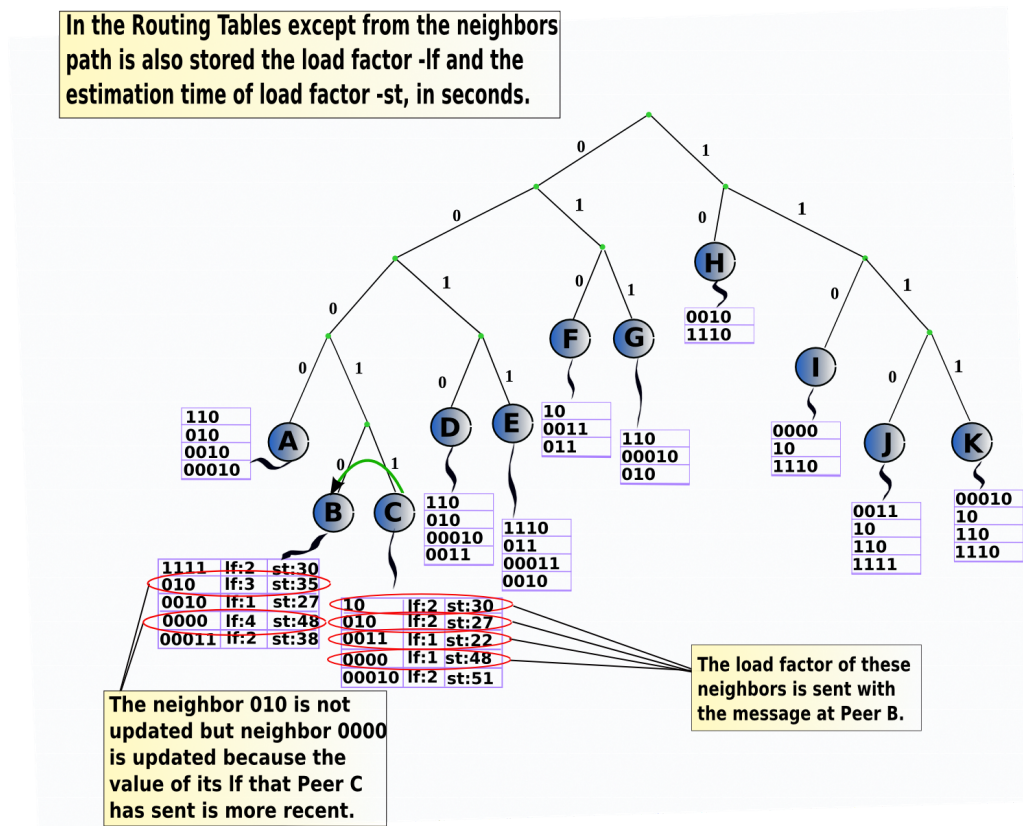 In the Routing Tables except from the neighbors
path is also stored the load factor -lf and the
estimation time of load factor -st, in seconds.
0
1
0
1
0
1
0
1
H
0
1
0
1
0
1
0010
1110
F
G
I
0
1
0
1
0
1
10
0011
011
110
00010
010
0000
10
1110
110
010
0010
00010
A
D
E
J
K
0
1
B
C
110
010
00010
0011
1110
011
00011
0010
0011
10
110
1111
00010
10
110
1110
1111 lf:2 st:30
010 lf:3 st:35
0010 lf:1 st:27
0000 lf:4 st:48
00011 lf:2 st:38
10 lf:2 st:30
010 lf:2 st:27
0011 lf:1 st:22
0000 lf:1 st:48
00010 lf:2 st:51
The load factor of these
neighbors is sent with
the message at Peer B.
The neighbor 010 is not
updated but neighbor 0000
is updated because the
value of its lf that Peer C
has sent is more recent.